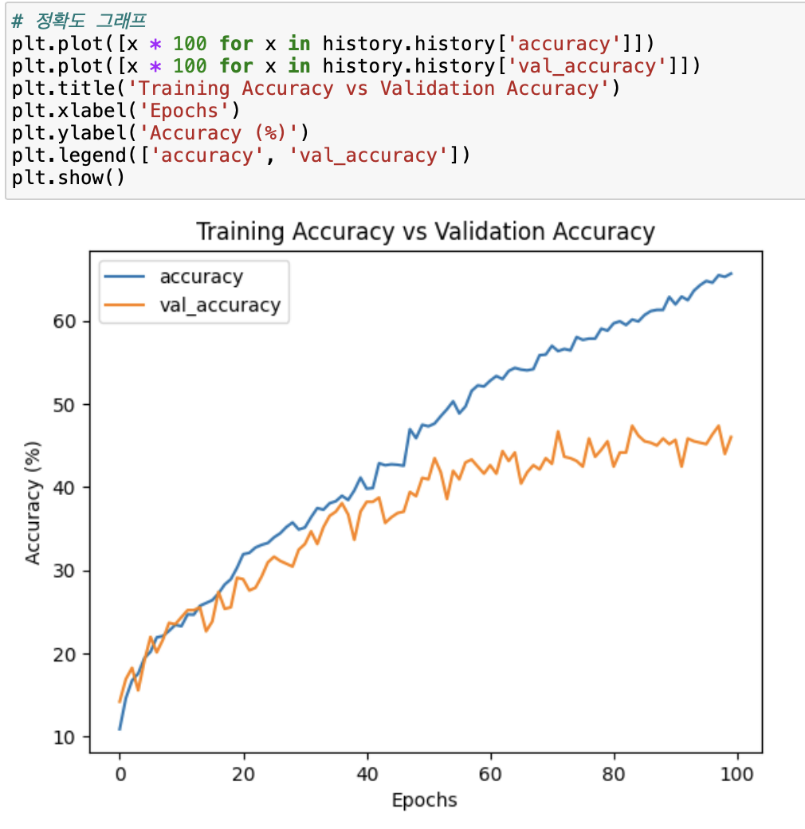 # 정확도 그래프
plt.plot([x * 100 for x in history.history['accuracy']])
plt.plot([x * 100 for x in history.history['val_accuracy']])
plt.title('Training Accuracy vs Validation Accuracy')
plt.xlabel('Epochs')
plt.ylabel('Accuracy (%)')
plt.legend(['accuracy', 'val_accuracy'])
plt.show()
Training Accuracy vs Validation Accuracy
accuracy
val_accuracy
Accuracy (%)
60
50
40
30
20
10
0 20 40 60 80 100
Epochs